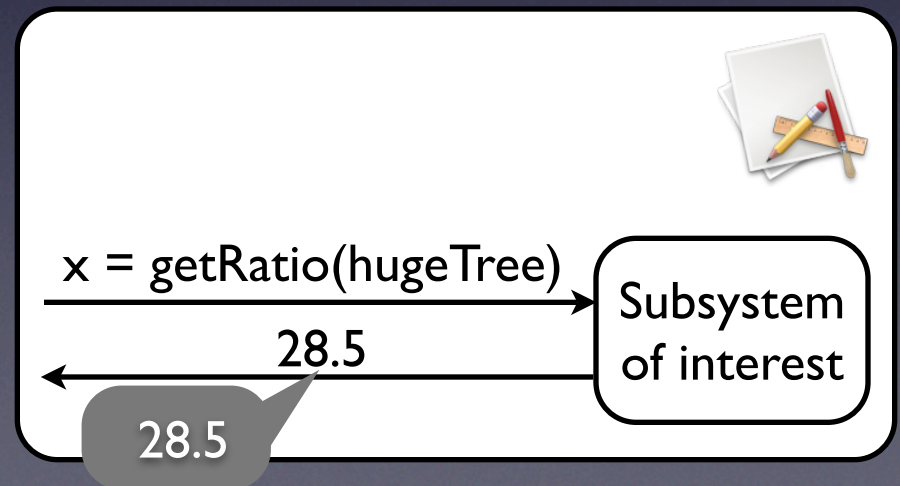 x = getRatio(hugeTree)
Subsystem
of interest
28.5
28.5